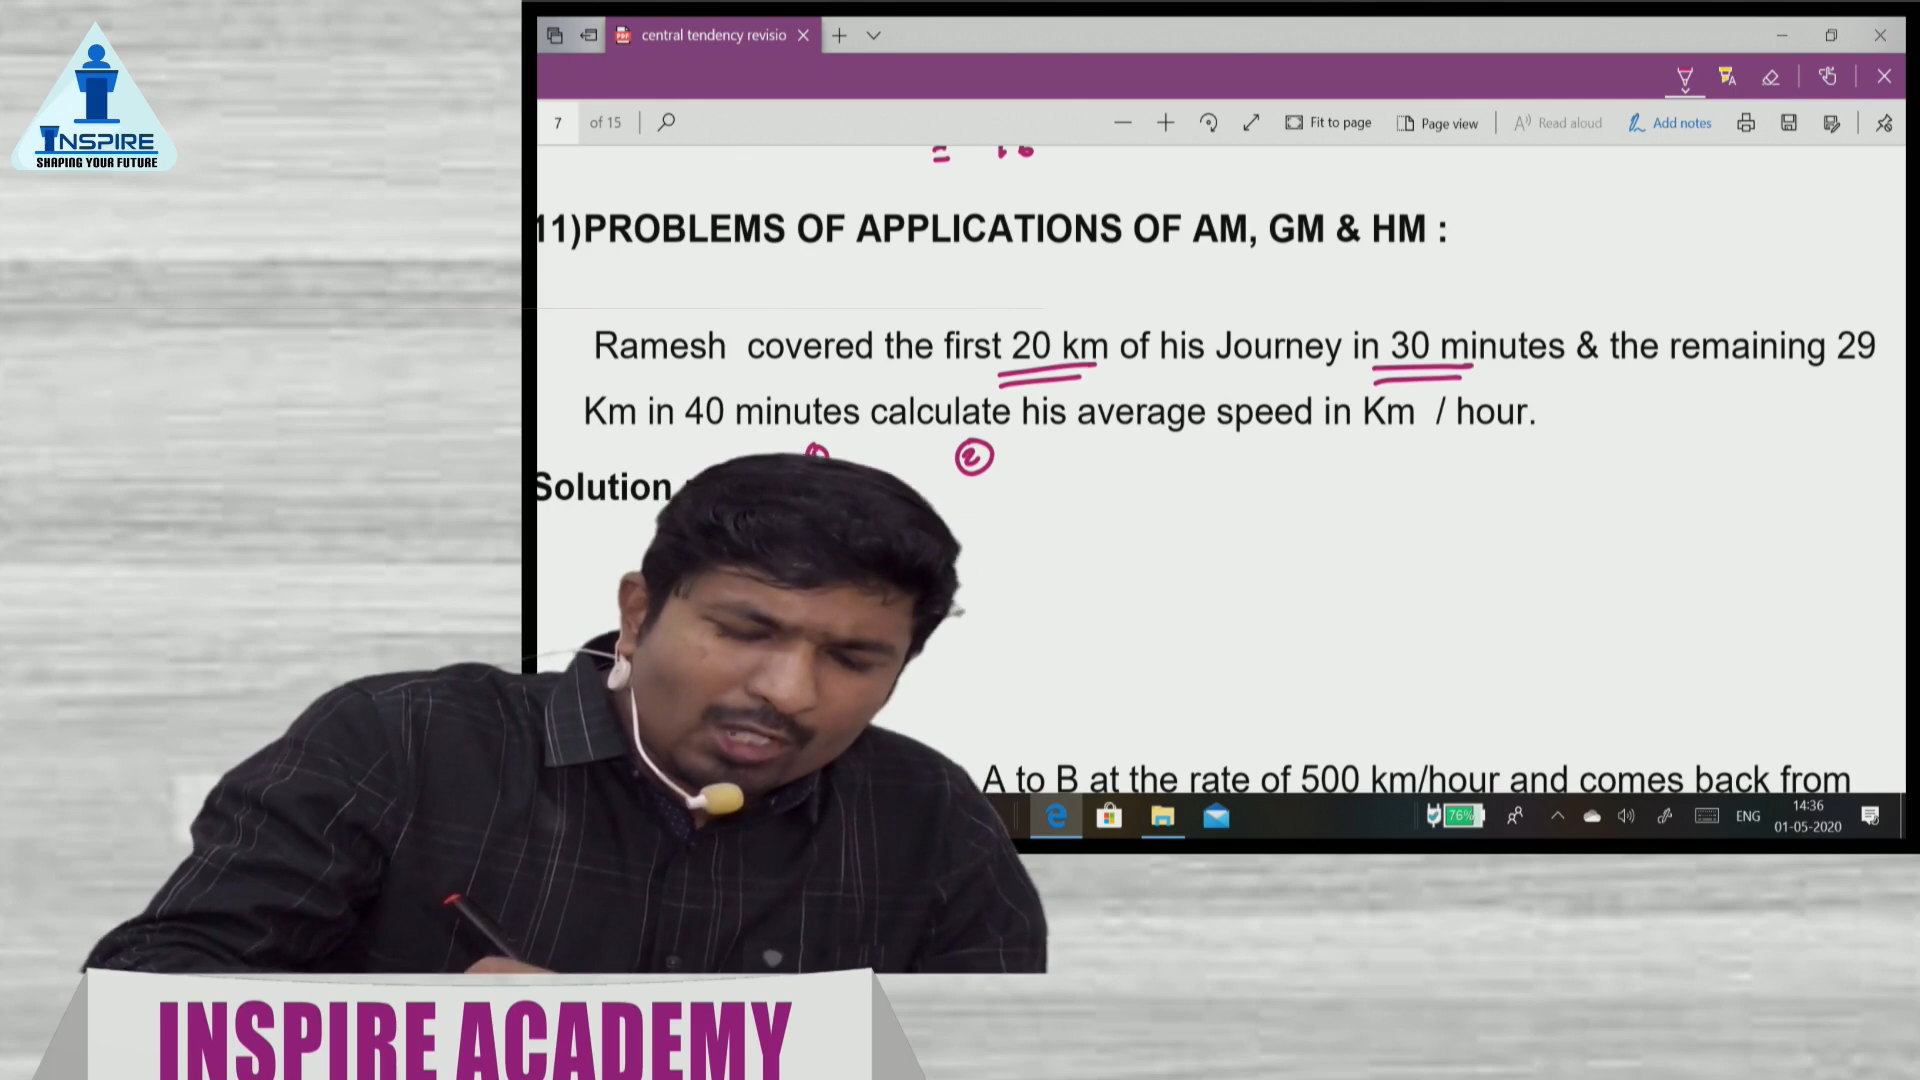 INSPIRE
SHAPING YOUR FUTURE
central tendency revisio
7 of 15
Fit to page
Page view
Read aloud
Add notes
= 18
11)PROBLEMS OF APPLICATIONS OF AM, GM & HM :
Ramesh covered the first 20 km of his Journey in 30 minutes & the remaining 29
Km in 40 minutes calculate his average speed in Km / hour.
2
Solution
A to B at the rate of 500 km/hour and comes back from
76%
ENG
14:36
01-05-2020
INSPIRE ACADEMY